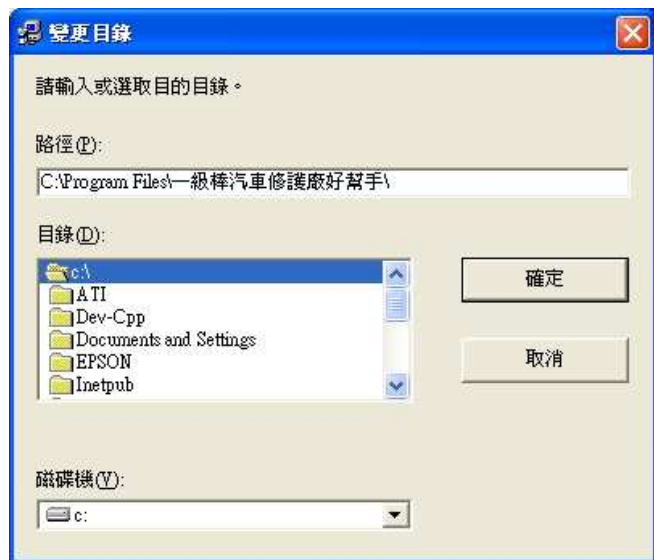 變更目錄
請輸入或選取目的目錄。
路徑(P):
C:\Program Files\一級棒汽車修護廠好幫手\
目錄(D):
c:\
ATI
Dev-Cpp
Documents and Settings
EPSON
Inetpub
確定
取消
磁碟機(V):
c: